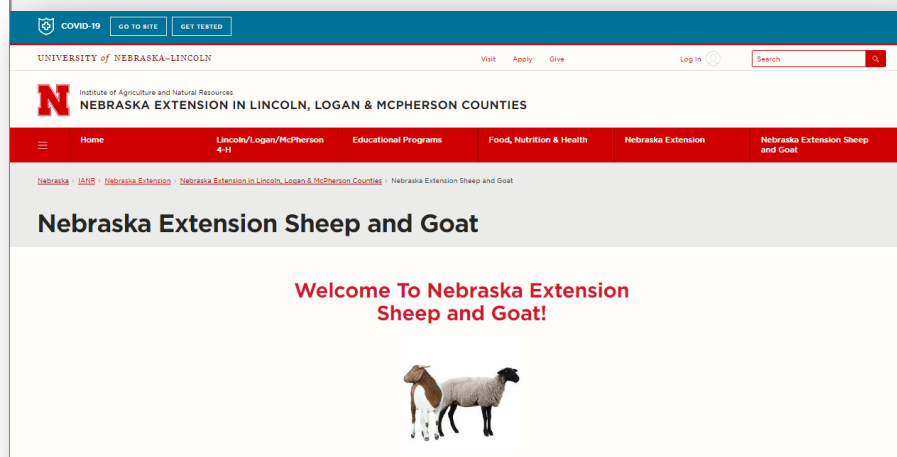 COVID-19 GO TO SITE GET TESTED
UNIVERSITY of NEBRASKA–LINCOLN Visit Apply Give Log In Search
N
Institute of Agriculture and Natural Resources
NEBRASKA EXTENSION IN LINCOLN, LOGAN & MCPHERSON COUNTIES
Home Lincoln/Logan/McPherson Educational Programs Food, Nutrition & Health Nebraska Extension Nebraska Extension Sheep
4-H and Goat
Nebraska › IANR › Nebraska Extension › Nebraska Extension in Lincoln, Logan & McPherson Counties › Nebraska Extension Sheep and Goat
Nebraska Extension Sheep and Goat
Welcome To Nebraska Extension
Sheep and Goat!